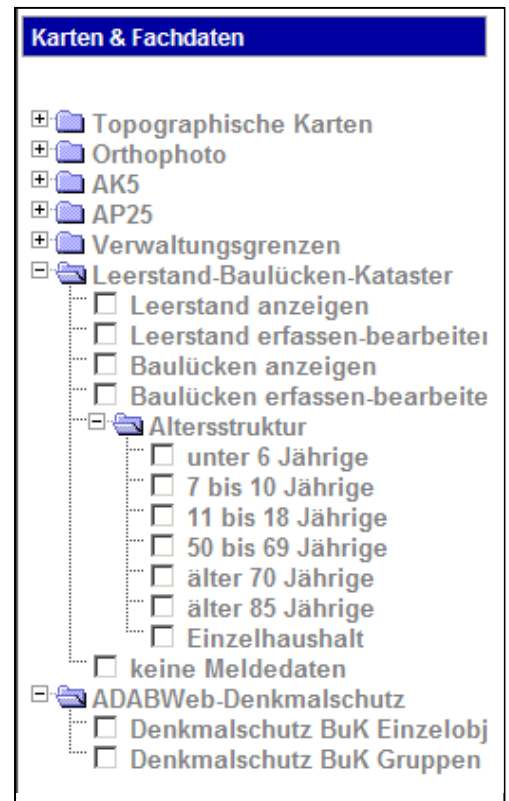 Karten & Fachdaten
Topographische Karten
Orthophoto
AK5
AP25
Verwaltungsgrenzen
Leerstand-Baulücken-Kataster
Leerstand anzeigen
Leerstand erfassen-bearbeiter
Baulücken anzeigen
Baulücken erfassen-bearbeite
Altersstruktur
unter 6 Jährige
7 bis 10 Jährige
11 bis 18 Jährige
50 bis 69 Jährige
älter 70 Jährige
älter 85 Jährige
Einzelhaushalt
keine Meldedaten
ADABWeb-Denkmalschutz
Denkmalschutz BuK Einzelobj
Denkmalschutz BuK Gruppen